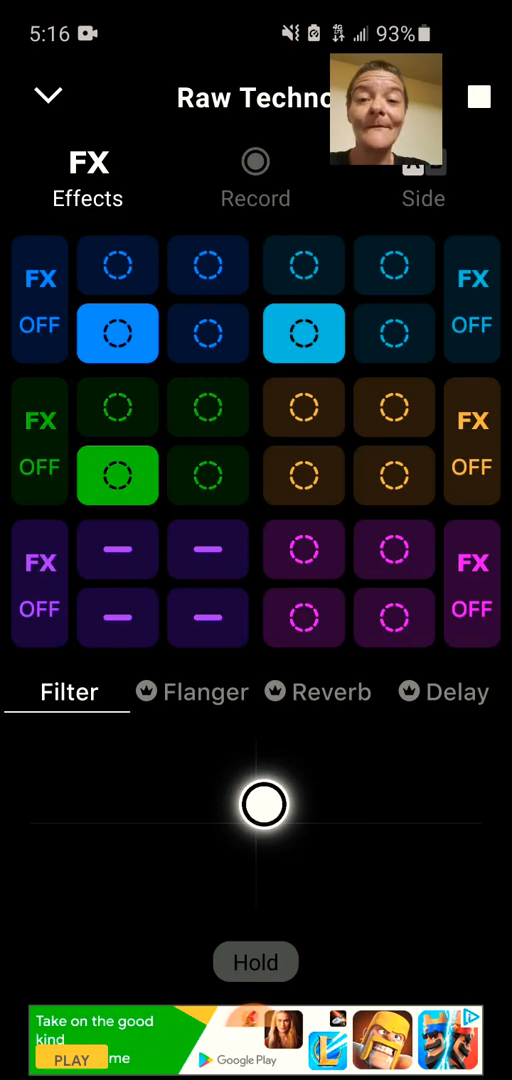 5:16 4G 93%
Raw Techno
FX
Effects Record Side
FX FX
OFF OFF
FX FX
OFF OFF
FX FX
OFF OFF
Filter Flanger Reverb Delay
Hold
Take on the good
kind
PLAY me
Google Play